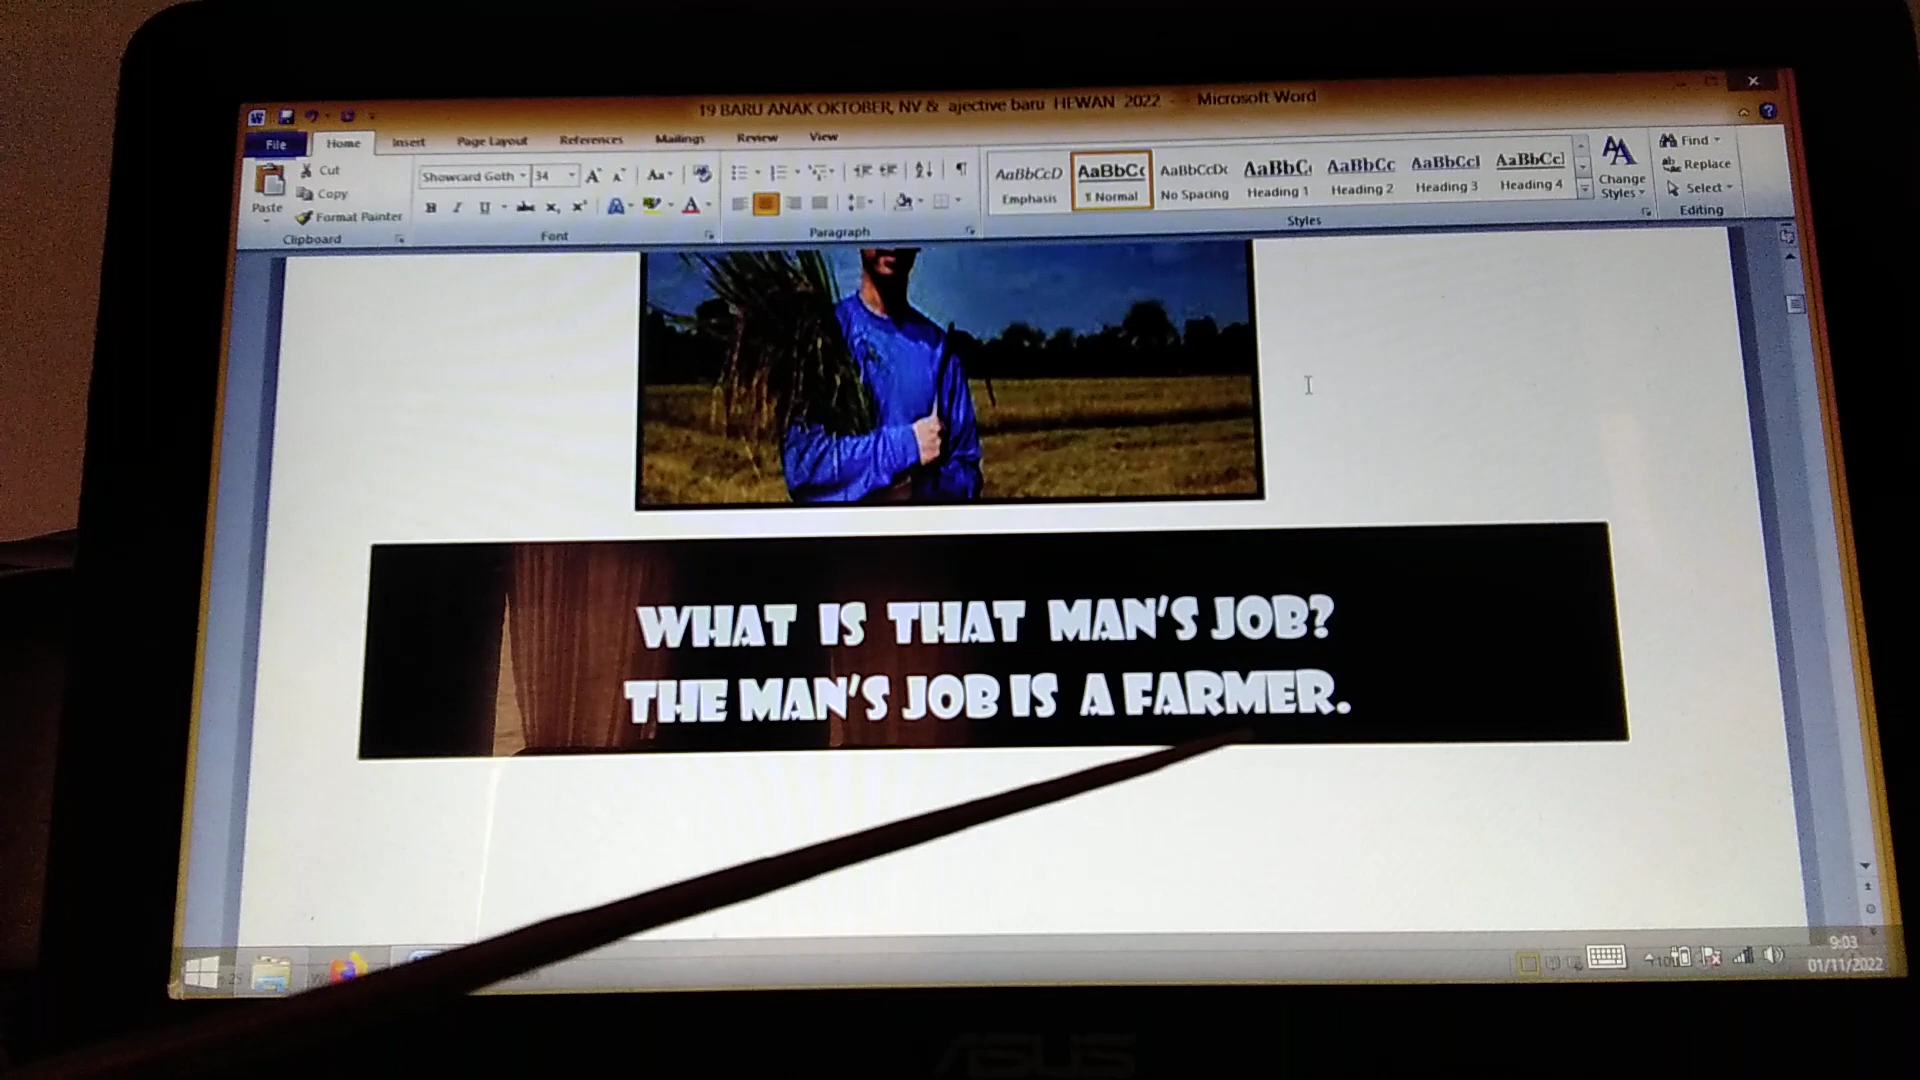 19 BARU ANAK OKTOBER, NV & ajective baru HEWAN 2022 - Microsoft Word
File Home Insert Page Layout References Mailings Review View
Paste
Cut
Copy
Format Painter
Clipboard
Showcard Goth 34
Font
Paragraph
AaBbCcD Emphasis
AaBbCc ¶ Normal
AaBbCcDc No Spacing
AaBbC Heading 1
AaBbCc Heading 2
AaBbCcl Heading 3
AaBbCcl Heading 4
Styles
Change Styles
Find
Replace
Select
Editing
WHAT IS THAT MAN'S JOB?
THE MAN'S JOB IS A FARMER.
9:03
01/11/2022
ASUS